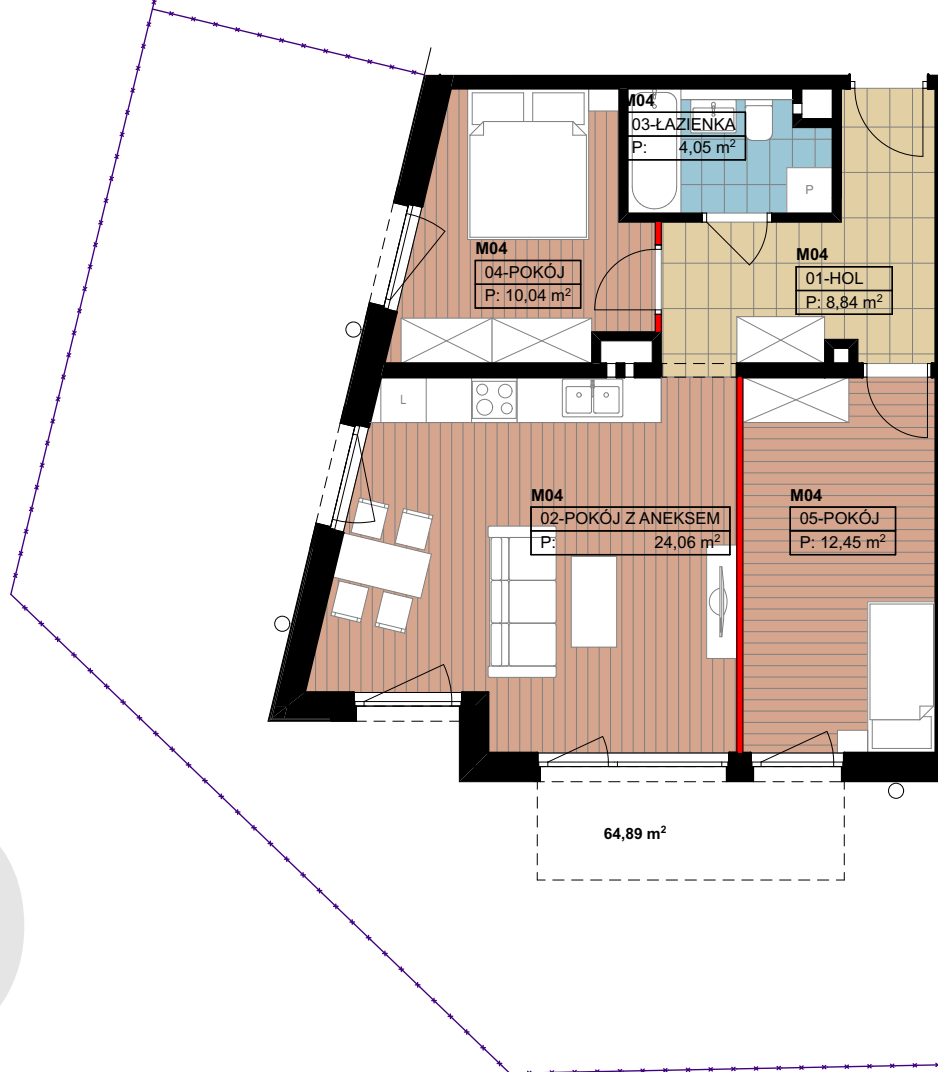 M04
03-ŁAZIENKA
P: 4,05 m²
P
M04
04-POKÓJ
P: 10,04 m²
M04
01-HOL
P: 8,84 m²
L
M04
02-POKÓJ Z ANEKSEM
P: 24,06 m²
M04
05-POKÓJ
P: 12,45 m²
64,89 m²